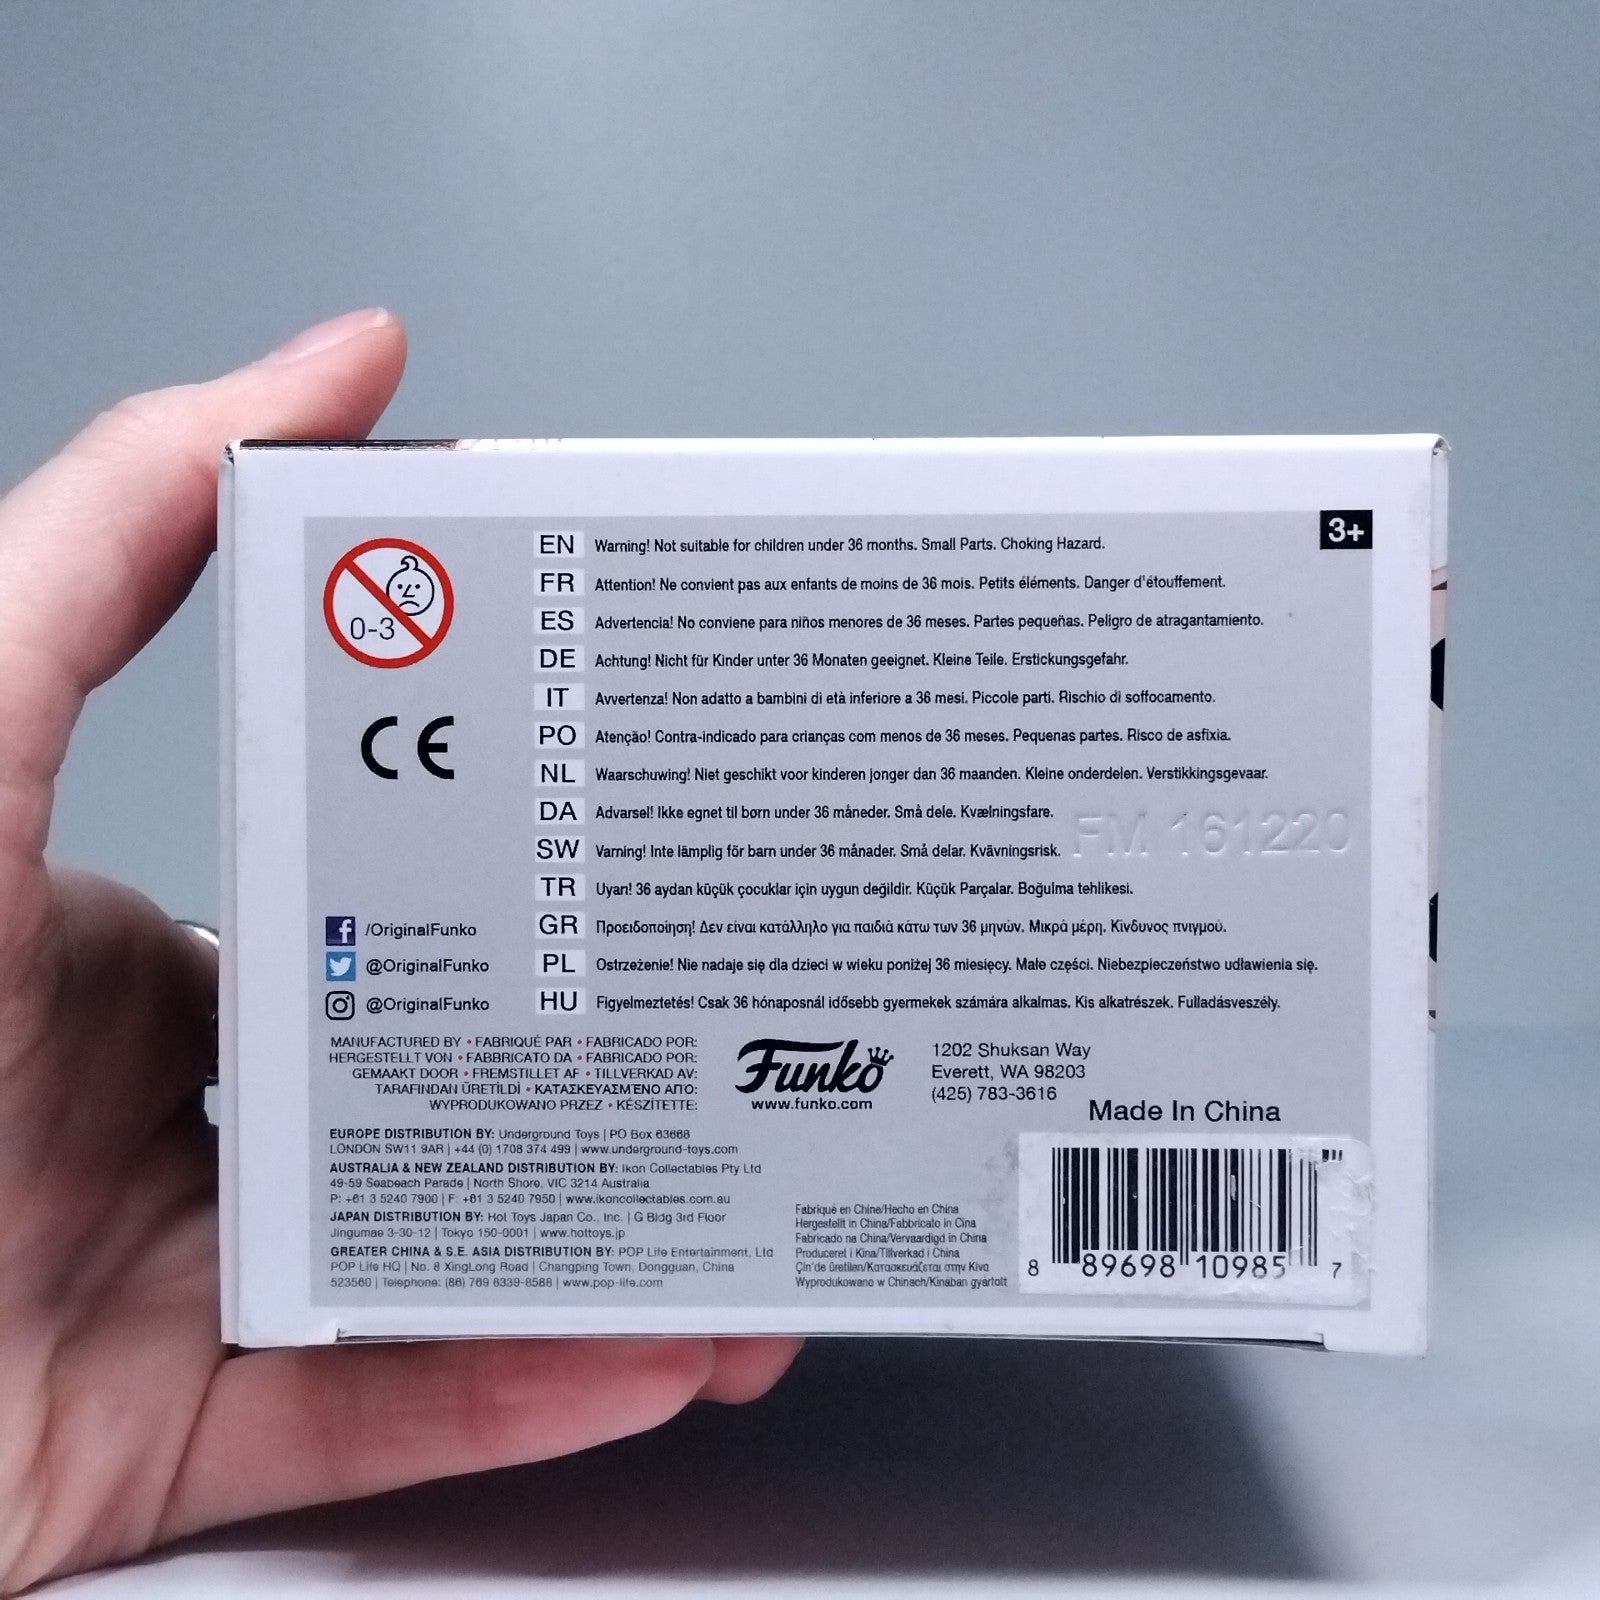 3+
0-3
CE
EN Warning! Not suitable for children under 36 months. Small Parts. Choking Hazard.
FR Attention! Ne convient pas aux enfants de moins de 36 mois. Petits éléments. Danger d'étouffement.
ES Advertencia! No conviene para niños menores de 36 meses. Partes pequeñas. Peligro de atragantamiento.
DE Achtung! Nicht für Kinder unter 36 Monaten geeignet. Kleine Teile. Erstickungsgefahr.
IT Avvertenza! Non adatto a bambini di età inferiore a 36 mesi. Piccole parti. Rischio di soffocamento.
PO Atenção! Contra-indicado para crianças com menos de 36 meses. Pequenas partes. Risco de asfixia.
NL Waarschuwing! Niet geschikt voor kinderen jonger dan 36 maanden. Kleine onderdelen. Verstikkingsgevaar.
DA Advarsel! Ikke egnet til børn under 36 måneder. Små dele. Kvælningsfare.
SW Varning! Inte lämplig för barn under 36 månader. Små delar. Kvävningsrisk.
FM 161220
TR Uyarı! 36 aydan küçük çocuklar için uygun değildir. Küçük Parçalar. Boğulma tehlikesi.
GR Προειδοποίηση! Δεν είναι κατάλληλο για παιδιά κάτω των 36 μηνών. Μικρά μέρη. Κίνδυνος πνιγμού.
PL Ostrzeżenie! Nie nadaje się dla dzieci w wieku poniżej 36 miesięcy. Małe części. Niebezpieczeństwo udławienia się.
HU Figyelmeztetés! Csak 36 hónaposnál idősebb gyermekek számára alkalmas. Kis alkatrészek. Fulladásveszély.
/OriginalFunko
@OriginalFunko
@OriginalFunko
MANUFACTURED BY • FABRIQUÉ PAR • FABRICADO POR:
HERGESTELLT VON • FABBRICATO DA • FABRICADO POR:
GEMAAKT DOOR • FREMSTILLET AF • TILLVERKAD AV:
TARAFINDAN ÜRETİLDİ • ΚΑΤΑΣΚΕΥΑΣΜΈΝΟ ΑΠΌ:
WYPRODUKOWANO PRZEZ • KÉSZÍTETTE:
Funko
www.funko.com
1202 Shuksan Way
Everett, WA 98203
(425) 783-3616
Made In China
EUROPE DISTRIBUTION BY: Underground Toys | PO Box 63668
LONDON SW11 9AR | +44 (0) 1708 374 499 | www.underground-toys.com
AUSTRALIA & NEW ZEALAND DISTRIBUTION BY: Ikon Collectables Pty Ltd
49-59 Seabeach Parade | North Shore, VIC 3214 Australia
P: +61 3 5240 7900 | F: +61 3 5240 7950 | www.ikoncollectables.com.au
JAPAN DISTRIBUTION BY: Hot Toys Japan Co., Inc. | G Bldg 3rd Floor
Jingumae 3-30-12 | Tokyo 150-0001 | www.hottoys.jp
GREATER CHINA & S.E. ASIA DISTRIBUTION BY: POP Life Entertainment, Ltd
POP Life HQ | No. 8 XingLong Road | Changping Town, Dongguan, China
523560 | Telephone: (86) 769 8339-8588 | www.pop-life.com
Fabriqué en Chine/Hecho en China
Hergestellt in China/Fabbricato in Cina
Fabricado na China/Vervaardigd in China
Produceret i Kina/Tillverkad i China
Çin'de üretilen/Κατασκευάζεται στην Κίνα
Wyprodukowano w Chinach/Kínában gyártott
8 89698 10985 7